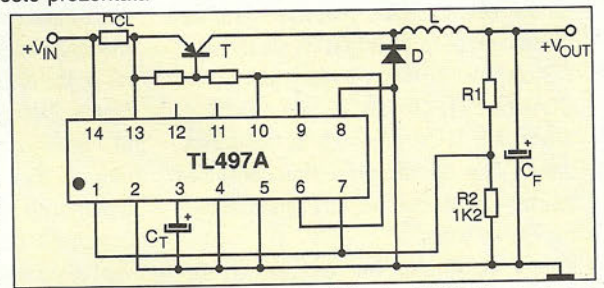 R_CL
L
+V_IN
T
D
+V_OUT
R1
14 13 12 11 10 9 8
TL497A
1 2 3 4 5 6 7
C_T
+
R2
1K2
+
C_F